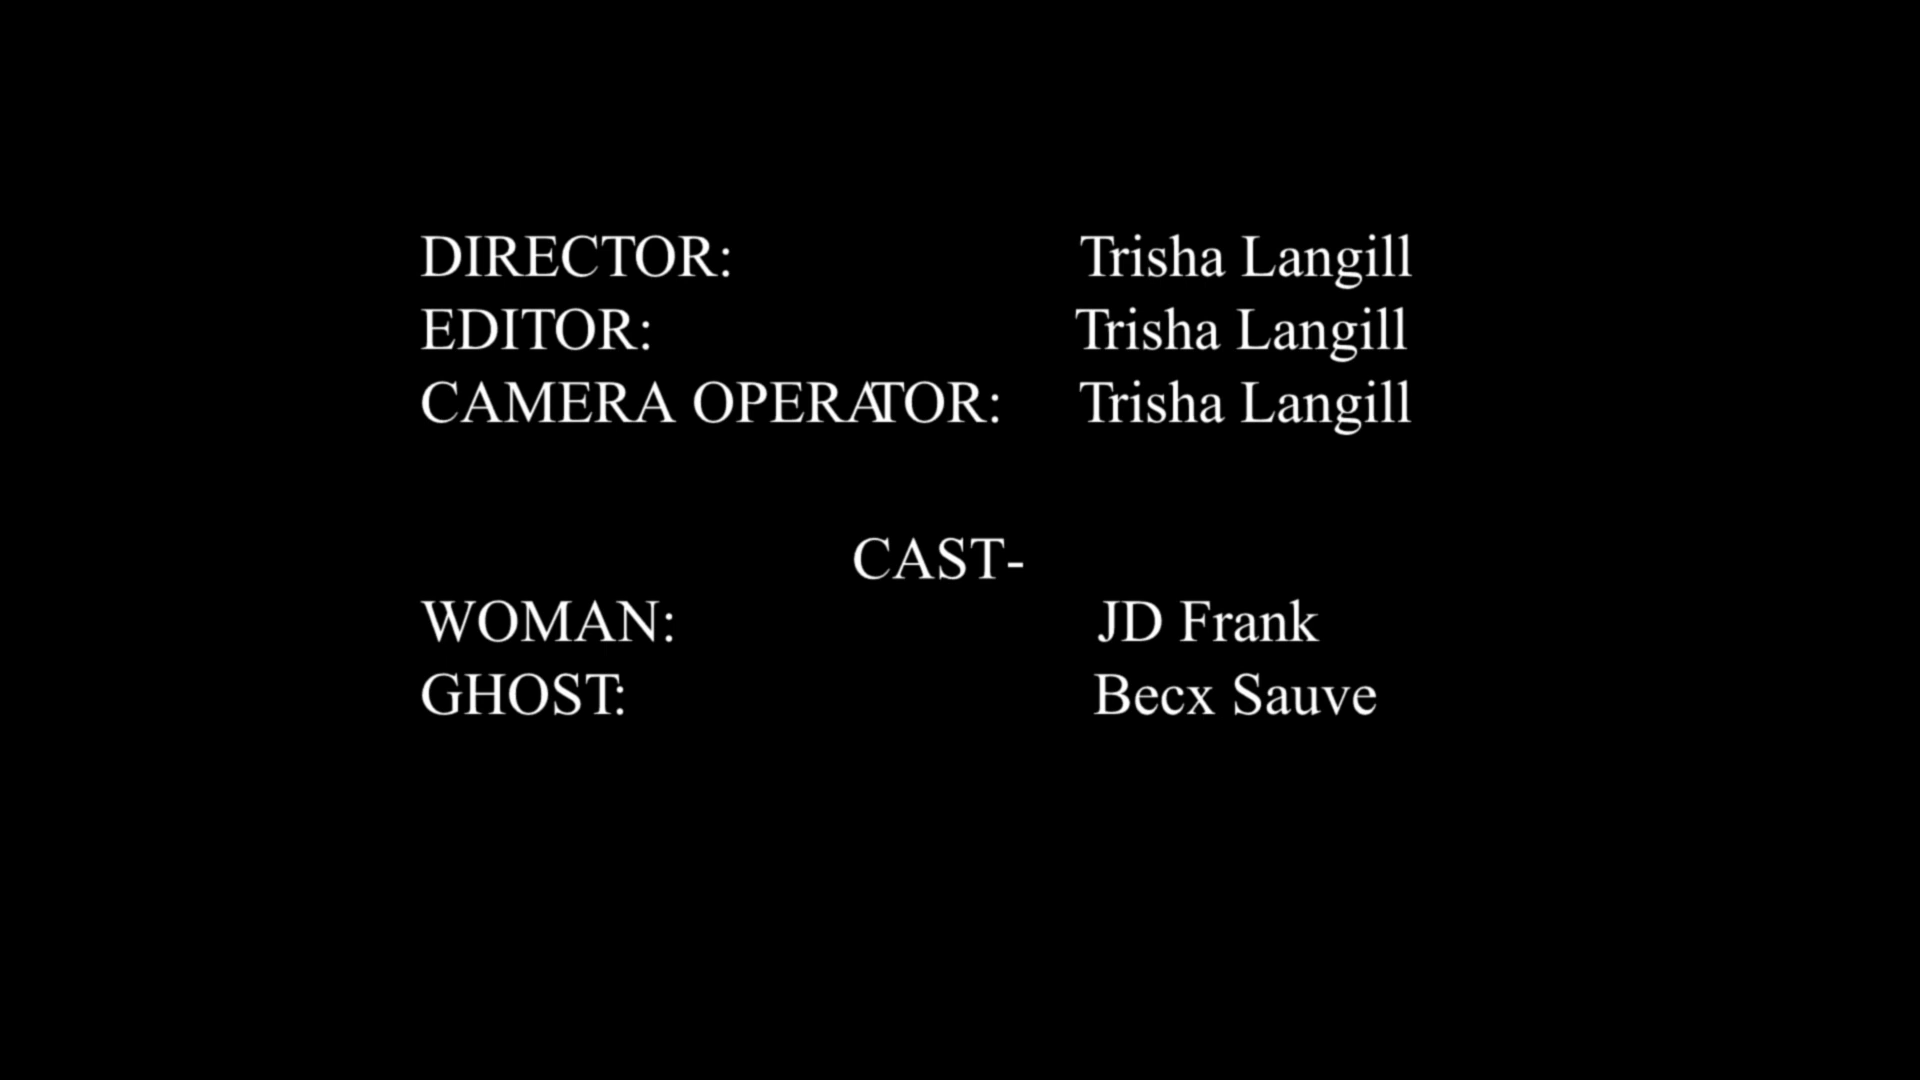 DIRECTOR: Trisha Langill
EDITOR: Trisha Langill
CAMERA OPERATOR: Trisha Langill
CAST-
WOMAN: JD Frank
GHOST: Becx Sauve